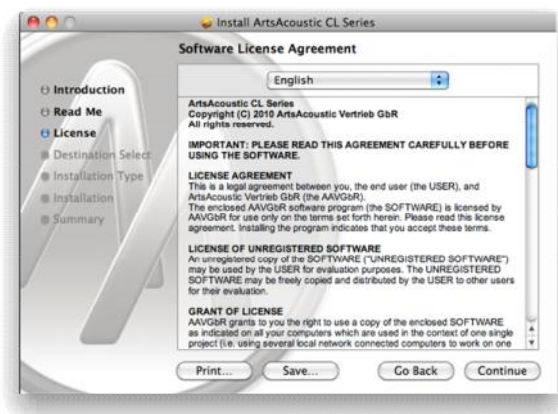 Install ArtsAcoustic CL Series
Software License Agreement
Introduction
Read Me
License
Destination Select
Installation Type
Installation
Summary
English
ArtsAcoustic CL Series
Copyright (C) 2010 ArtsAcoustic Vertrieb GbR
All rights reserved.
IMPORTANT: PLEASE READ THIS AGREEMENT CAREFULLY BEFORE
USING THE SOFTWARE.
LICENSE AGREEMENT
This is a legal agreement between you, the end user (the USER), and
ArtsAcoustic Vertrieb GbR (the AAVGbR).
The enclosed AAVGbR software program (the SOFTWARE) is licensed by
AAVGbR for use only on the terms set forth herein. Please read this license
agreement. Installing the program indicates that you accept these terms.
LICENSE OF UNREGISTERED SOFTWARE
An unregistered copy of the SOFTWARE ("UNREGISTERED SOFTWARE")
may be used by the USER for evaluation purposes. The UNREGISTERED
SOFTWARE may be freely copied and distributed by the USER to other users
for their evaluation.
GRANT OF LICENSE
AAVGbR grants to you the right to use a copy of the enclosed SOFTWARE
as indicated on all your computers which are used in the context of one single
project (i.e. using several local network connected computers to work on one
Print...
Save...
Go Back
Continue